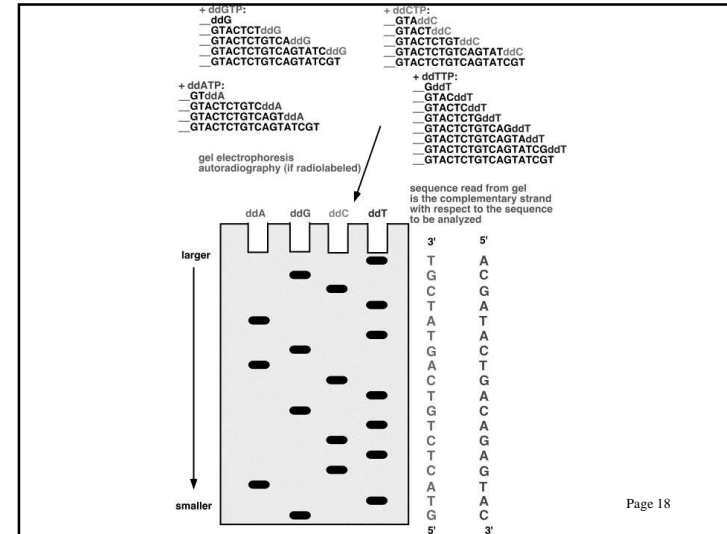 + ddGTP:
__ddG
__GTACTCTddG
__GTACTCTGTCAddG
__GTACTCTGTCAGTATCddG
__GTACTCTGTCAGTATCGT
+ ddCTP:
__GTAddC
__GTACTddC
__GTACTCTGTddC
__GTACTCTGTCAGTATddC
__GTACTCTGTCAGTATCGT
+ ddATP:
__GTddA
__GTACTCTGTCddA
__GTACTCTGTCAGTddA
__GTACTCTGTCAGTATCGT
+ ddTTP:
__GddT
__GTACddT
__GTACTCddT
__GTACTCTGddT
__GTACTCTGTCAGddT
__GTACTCTGTCAGTAddT
__GTACTCTGTCAGTATCGddT
__GTACTCTGTCAGTATCGT
gel electrophoresis
autoradiography (if radiolabeled)
sequence read from gel
is the complementary strand
with respect to the sequence
to be analyzed
ddA ddG ddC ddT
3' 5'
larger
T A
G C
C G
T A
A T
T A
G C
A T
C G
T A
G C
T A
C G
T A
C G
A T
T A
G C
5' 3'
smaller
Page 18